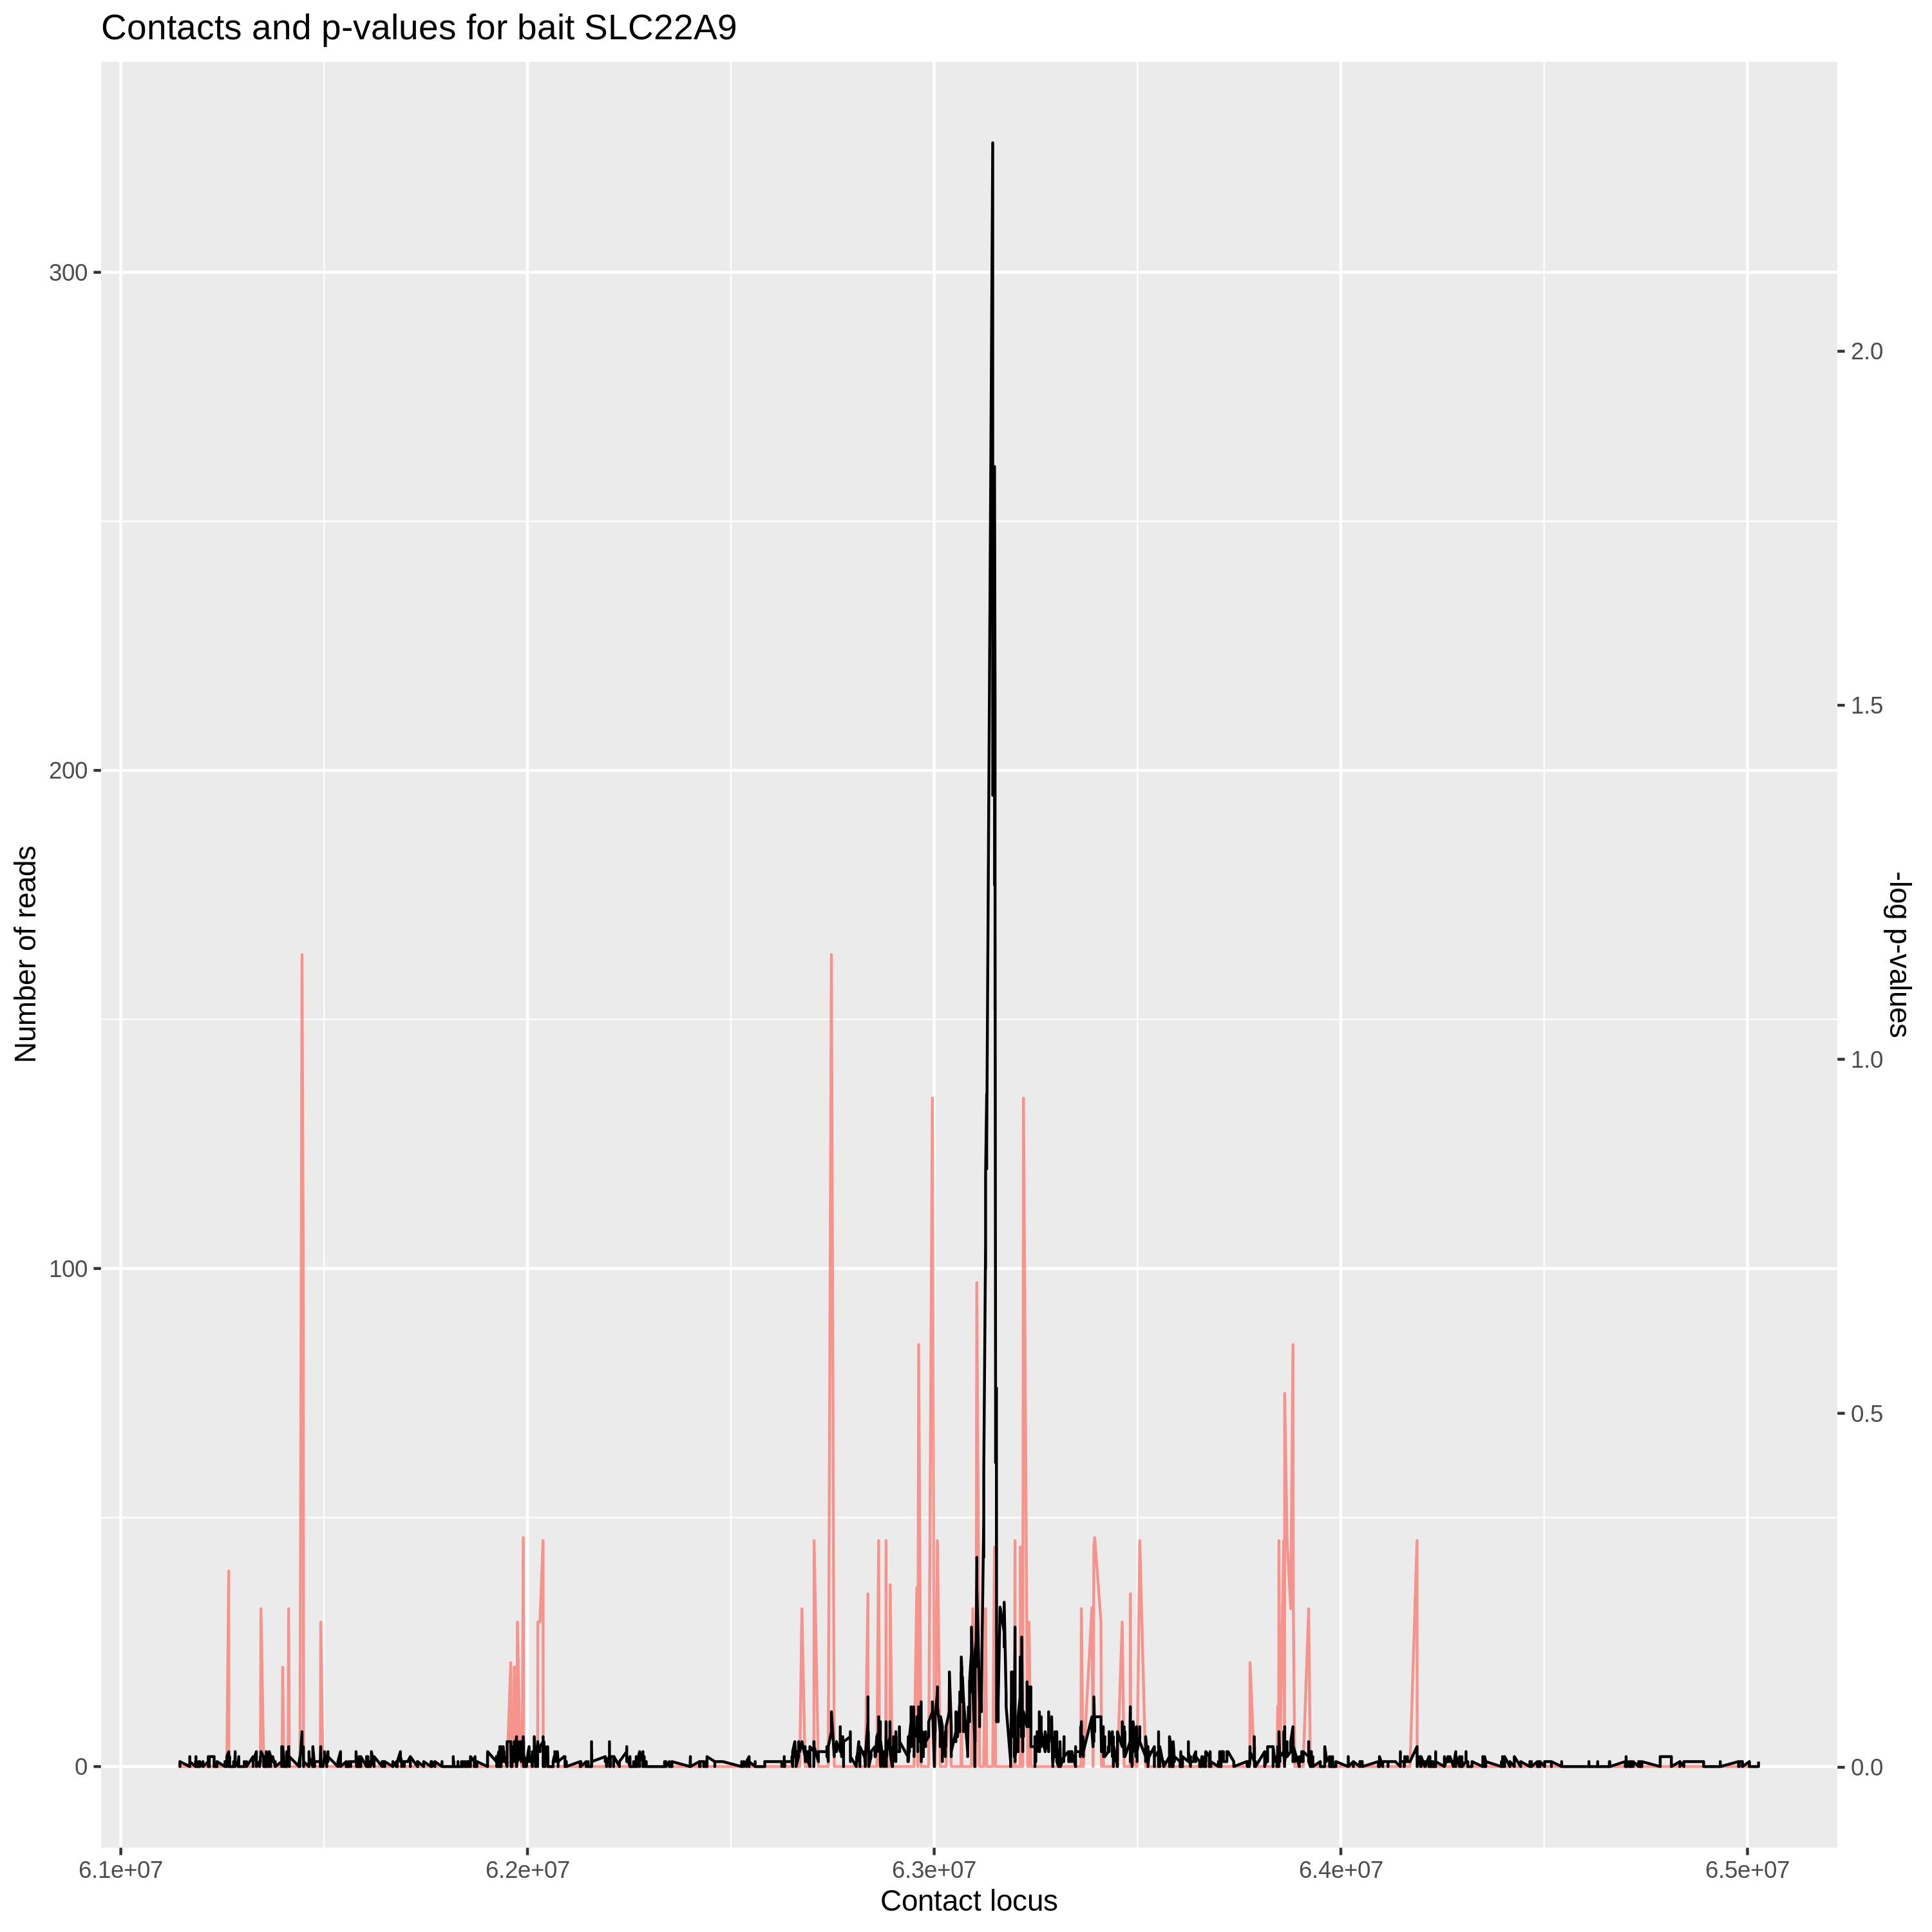 Contacts and p-values for bait SLC22A9
Number of reads
300
200
100
0
2.0
1.5
1.0
0.5
0.0
-log p-values
6.1e+07
6.2e+07
6.3e+07
6.4e+07
6.5e+07
Contact locus